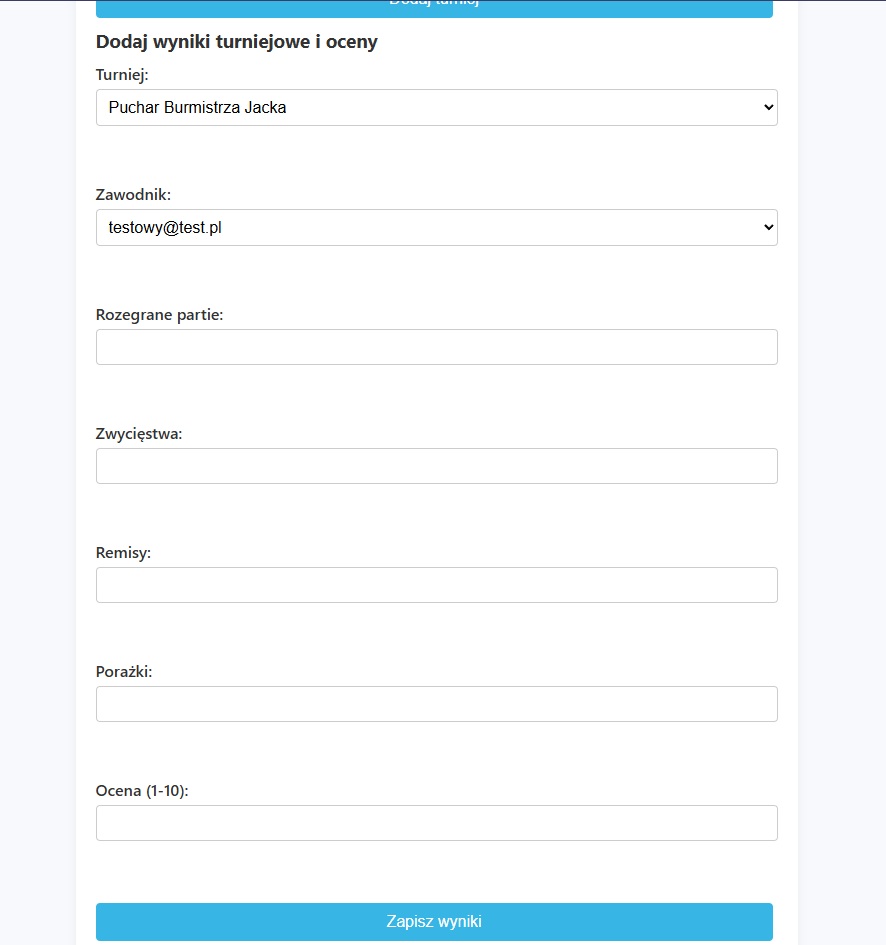 Dodaj turniej
Dodaj wyniki turniejowe i oceny
Turniej:
Puchar Burmistrza Jacka
Zawodnik:
testowy@test.pl
Rozegrane partie:
Zwycięstwa:
Remisy:
Porażki:
Ocena (1-10):
Zapisz wyniki